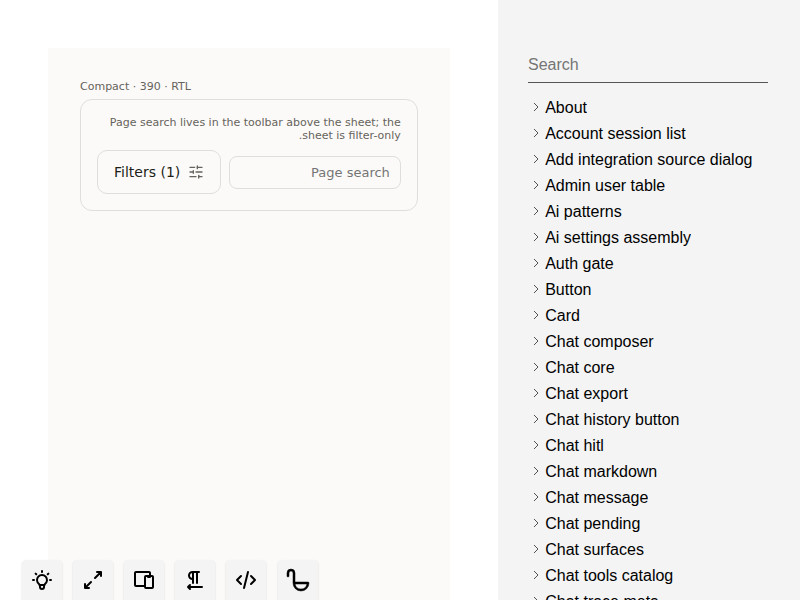 Compact · 390 · RTL
Page search lives in the toolbar above the sheet; the
.sheet is filter-only
Filters (1)
Page search
Search
About
Account session list
Add integration source dialog
Admin user table
Ai patterns
Ai settings assembly
Auth gate
Button
Card
Chat composer
Chat core
Chat export
Chat history button
Chat hitl
Chat markdown
Chat message
Chat pending
Chat surfaces
Chat tools catalog